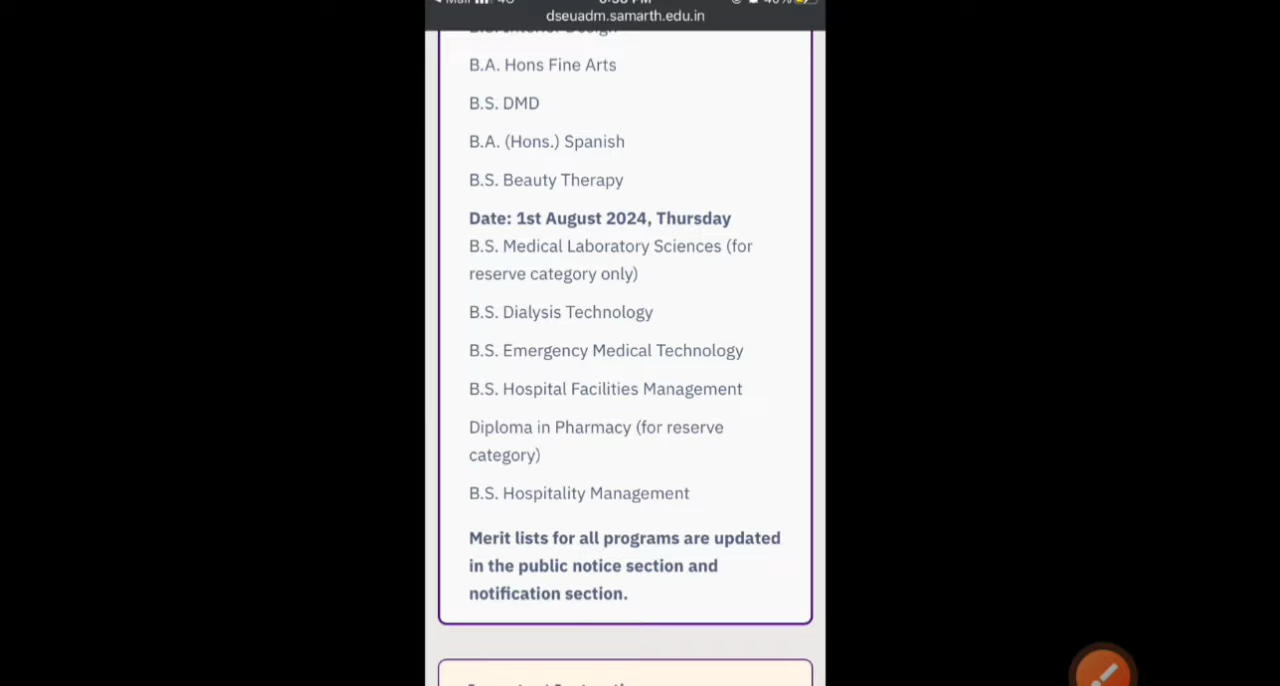 dseuadm.samarth.edu.in
B.A. Hons Fine Arts
B.S. DMD
B.A. (Hons.) Spanish
B.S. Beauty Therapy
Date: 1st August 2024, Thursday
B.S. Medical Laboratory Sciences (for
reserve category only)
B.S. Dialysis Technology
B.S. Emergency Medical Technology
B.S. Hospital Facilities Management
Diploma in Pharmacy (for reserve
category)
B.S. Hospitality Management
Merit lists for all programs are updated
in the public notice section and
notification section.